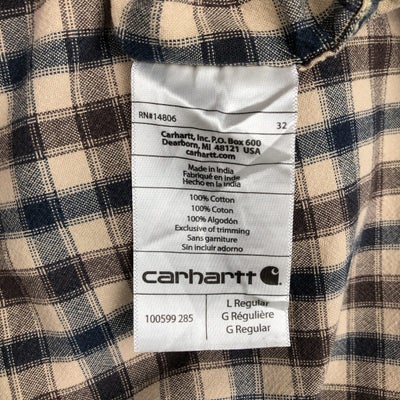 RN#14806 32
Carhartt, Inc. P.O. Box 600
Dearborn, MI 48121 USA
carhartt.com
Made in India
Fabriqué en Inde
Hecho en la India
100% Cotton
100% Coton
100% Algodón
Exclusive of trimming
Sans garniture
Sin incluir adorno
carhartt
100599 285
L Regular
G Régulière
G Regular